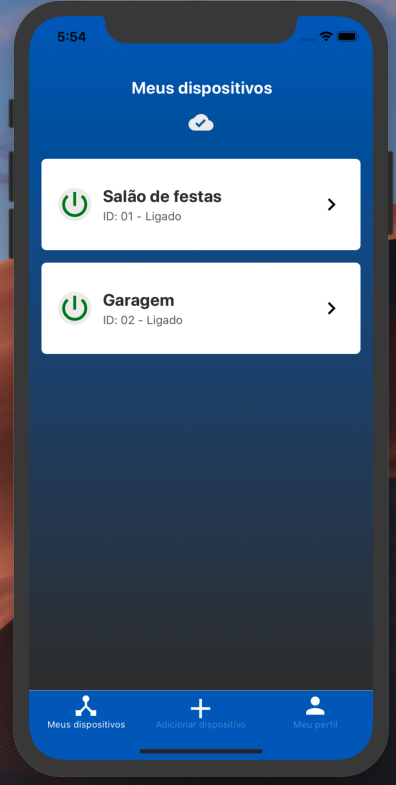 5:54
Meus dispositivos
Salão de festas
ID: 01 - Ligado
Garagem
ID: 02 - Ligado
Meus dispositivos
Adicionar dispositivo
Meu perfil